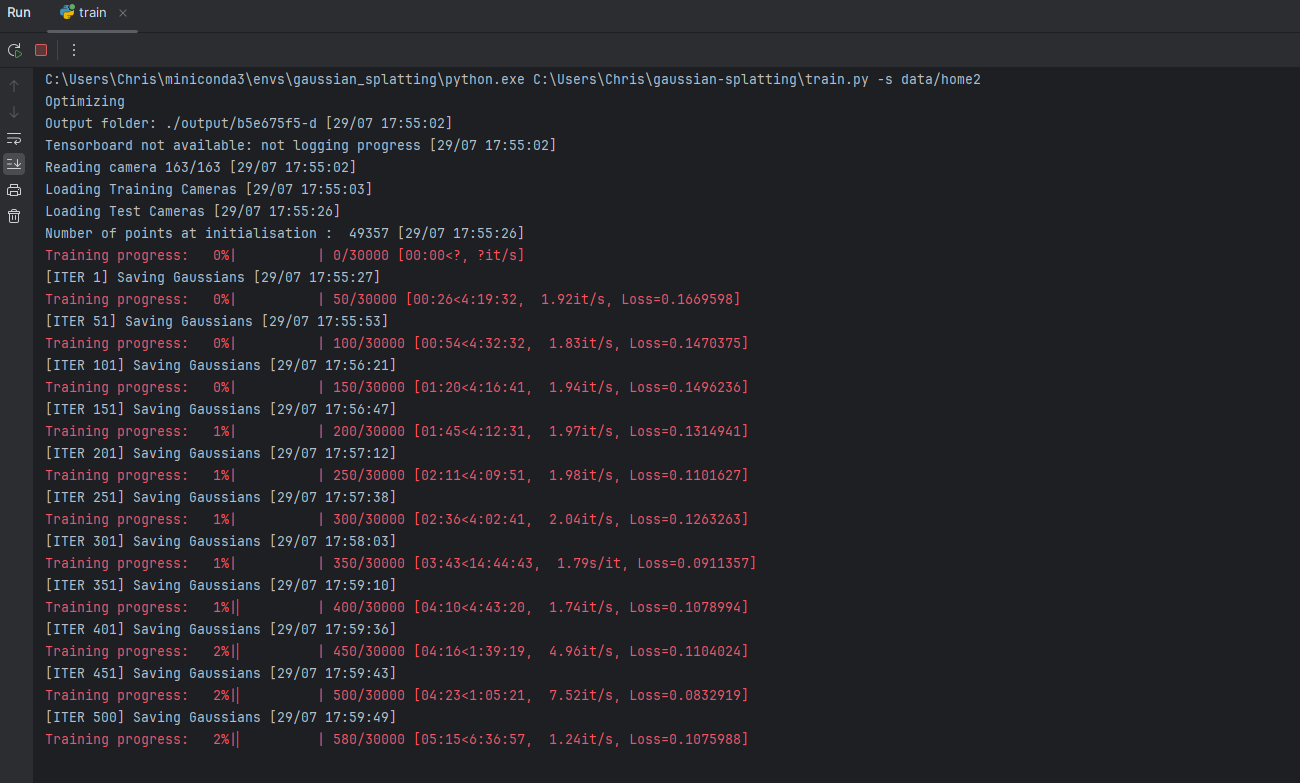 Run train
C:\Users\Chris\miniconda3\envs\gaussian_splatting\python.exe C:\Users\Chris\gaussian-splatting\train.py -s data/home2
Optimizing
Output folder: ./output/b5e675f5-d [29/07 17:55:02]
Tensorboard not available: not logging progress [29/07 17:55:02]
Reading camera 163/163 [29/07 17:55:02]
Loading Training Cameras [29/07 17:55:03]
Loading Test Cameras [29/07 17:55:26]
Number of points at initialisation :  49357 [29/07 17:55:26]
Training progress:   0%|          | 0/30000 [00:00<?, ?it/s]
[ITER 1] Saving Gaussians [29/07 17:55:27]
Training progress:   0%|          | 50/30000 [00:26<4:19:32,  1.92it/s, Loss=0.1669598]
[ITER 51] Saving Gaussians [29/07 17:55:53]
Training progress:   0%|          | 100/30000 [00:54<4:32:32,  1.83it/s, Loss=0.1470375]
[ITER 101] Saving Gaussians [29/07 17:56:21]
Training progress:   0%|          | 150/30000 [01:20<4:16:41,  1.94it/s, Loss=0.1496236]
[ITER 151] Saving Gaussians [29/07 17:56:47]
Training progress:   1%|          | 200/30000 [01:45<4:12:31,  1.97it/s, Loss=0.1314941]
[ITER 201] Saving Gaussians [29/07 17:57:12]
Training progress:   1%|          | 250/30000 [02:11<4:09:51,  1.98it/s, Loss=0.1101627]
[ITER 251] Saving Gaussians [29/07 17:57:38]
Training progress:   1%|          | 300/30000 [02:36<4:02:41,  2.04it/s, Loss=0.1263263]
[ITER 301] Saving Gaussians [29/07 17:58:03]
Training progress:   1%|          | 350/30000 [03:43<14:44:43,  1.79s/it, Loss=0.0911357]
[ITER 351] Saving Gaussians [29/07 17:59:10]
Training progress:   1%|▏         | 400/30000 [04:10<4:43:20,  1.74it/s, Loss=0.1078994]
[ITER 401] Saving Gaussians [29/07 17:59:36]
Training progress:   2%|▏         | 450/30000 [04:16<1:39:19,  4.96it/s, Loss=0.1104024]
[ITER 451] Saving Gaussians [29/07 17:59:43]
Training progress:   2%|▏         | 500/30000 [04:23<1:05:21,  7.52it/s, Loss=0.0832919]
[ITER 500] Saving Gaussians [29/07 17:59:49]
Training progress:   2%|▏         | 580/30000 [05:15<6:36:57,  1.24it/s, Loss=0.1075988]